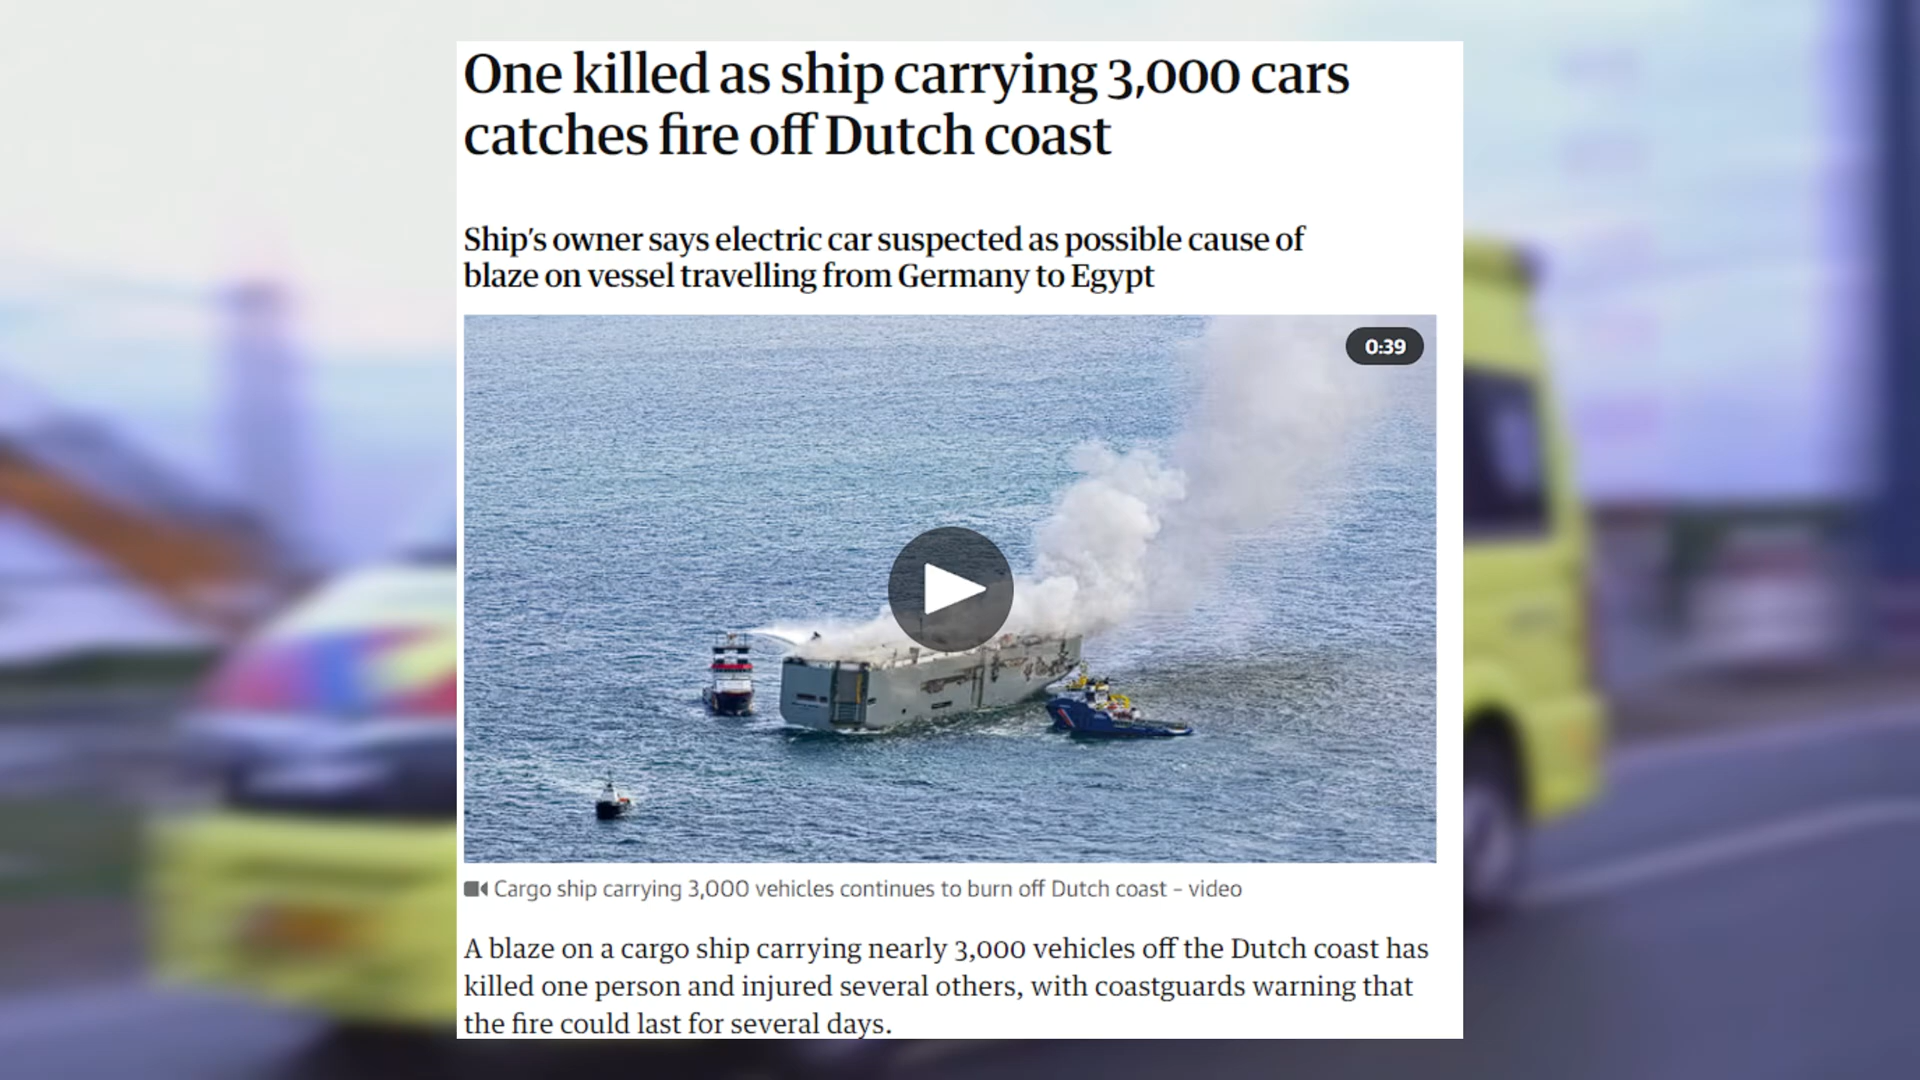 One killed as ship carrying 3,000 cars
catches fire off Dutch coast
Ship's owner says electric car suspected as possible cause of
blaze on vessel travelling from Germany to Egypt
0:39
Cargo ship carrying 3,000 vehicles continues to burn off Dutch coast – video
A blaze on a cargo ship carrying nearly 3,000 vehicles off the Dutch coast has
killed one person and injured several others, with coastguards warning that
the fire could last for several days.